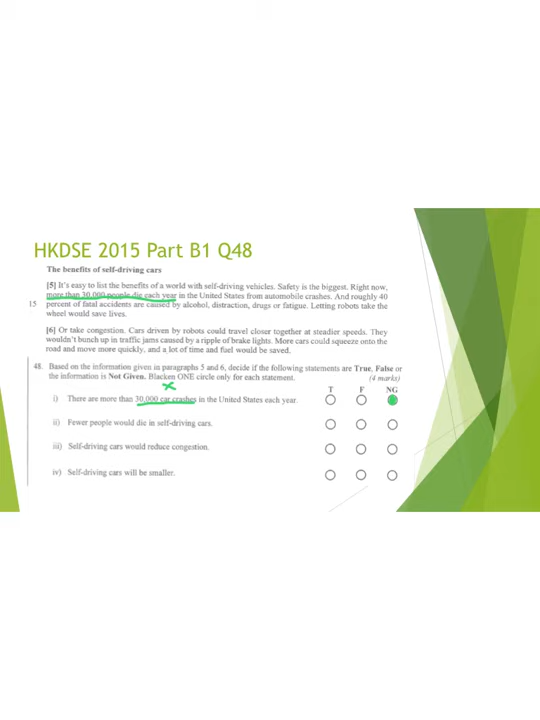 HKDSE 2015 Part B1 Q48
The benefits of self-driving cars
[5] It's easy to list the benefits of a world with self-driving vehicles. Safety is the biggest. Right now,
more than 30,000 people die each year in the United States from automobile crashes. And roughly 40
15 percent of fatal accidents are caused by alcohol, distraction, drugs or fatigue. Letting robots take the
wheel would save lives.
[6] Or take congestion. Cars driven by robots could travel closer together at steadier speeds. They
wouldn't bunch up in traffic jams caused by a ripple of brake lights. More cars could squeeze onto the
road and move more quickly, and a lot of time and fuel would be saved.
48. Based on the information given in paragraphs 5 and 6, decide if the following statements are True, False or
the information is Not Given. Blacken ONE circle only for each statement. (4 marks)
T F NG
i) There are more than 30,000 car crashes in the United States each year.
ii) Fewer people would die in self-driving cars.
iii) Self-driving cars would reduce congestion.
iv) Self-driving cars will be smaller.